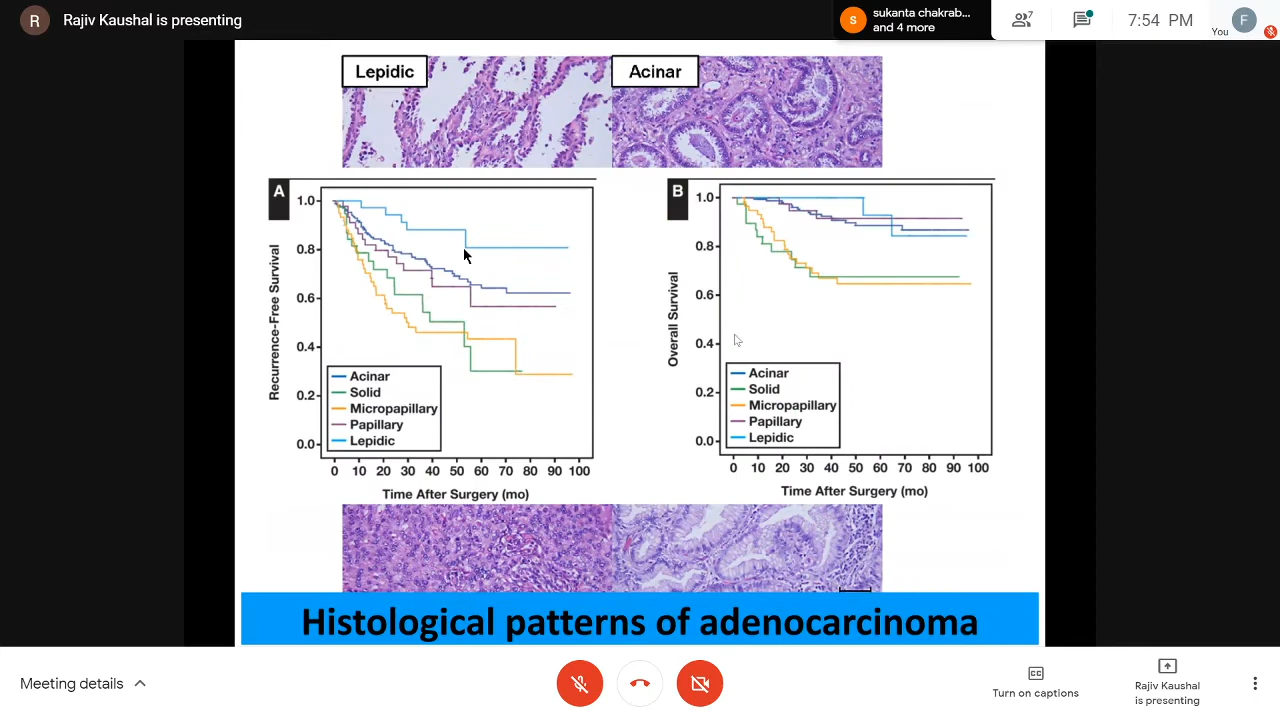 R
Rajiv Kaushal is presenting
S
sukanta chakrab...
and 4 more
7
7:54 PM
You
F
Lepidic
Acinar
A
Recurrence-Free Survival
1.0
0.8
0.6
0.4
0.2
0.0
Acinar
Solid
Micropapillary
Papillary
Lepidic
0 10 20 30 40 50 60 70 80 90 100
Time After Surgery (mo)
B
Overall Survival
1.0
0.8
0.6
0.4
0.2
0.0
Acinar
Solid
Micropapillary
Papillary
Lepidic
0 10 20 30 40 50 60 70 80 90 100
Time After Surgery (mo)
Histological patterns of adenocarcinoma
Meeting details
CC
Turn on captions
Rajiv Kaushal
is presenting